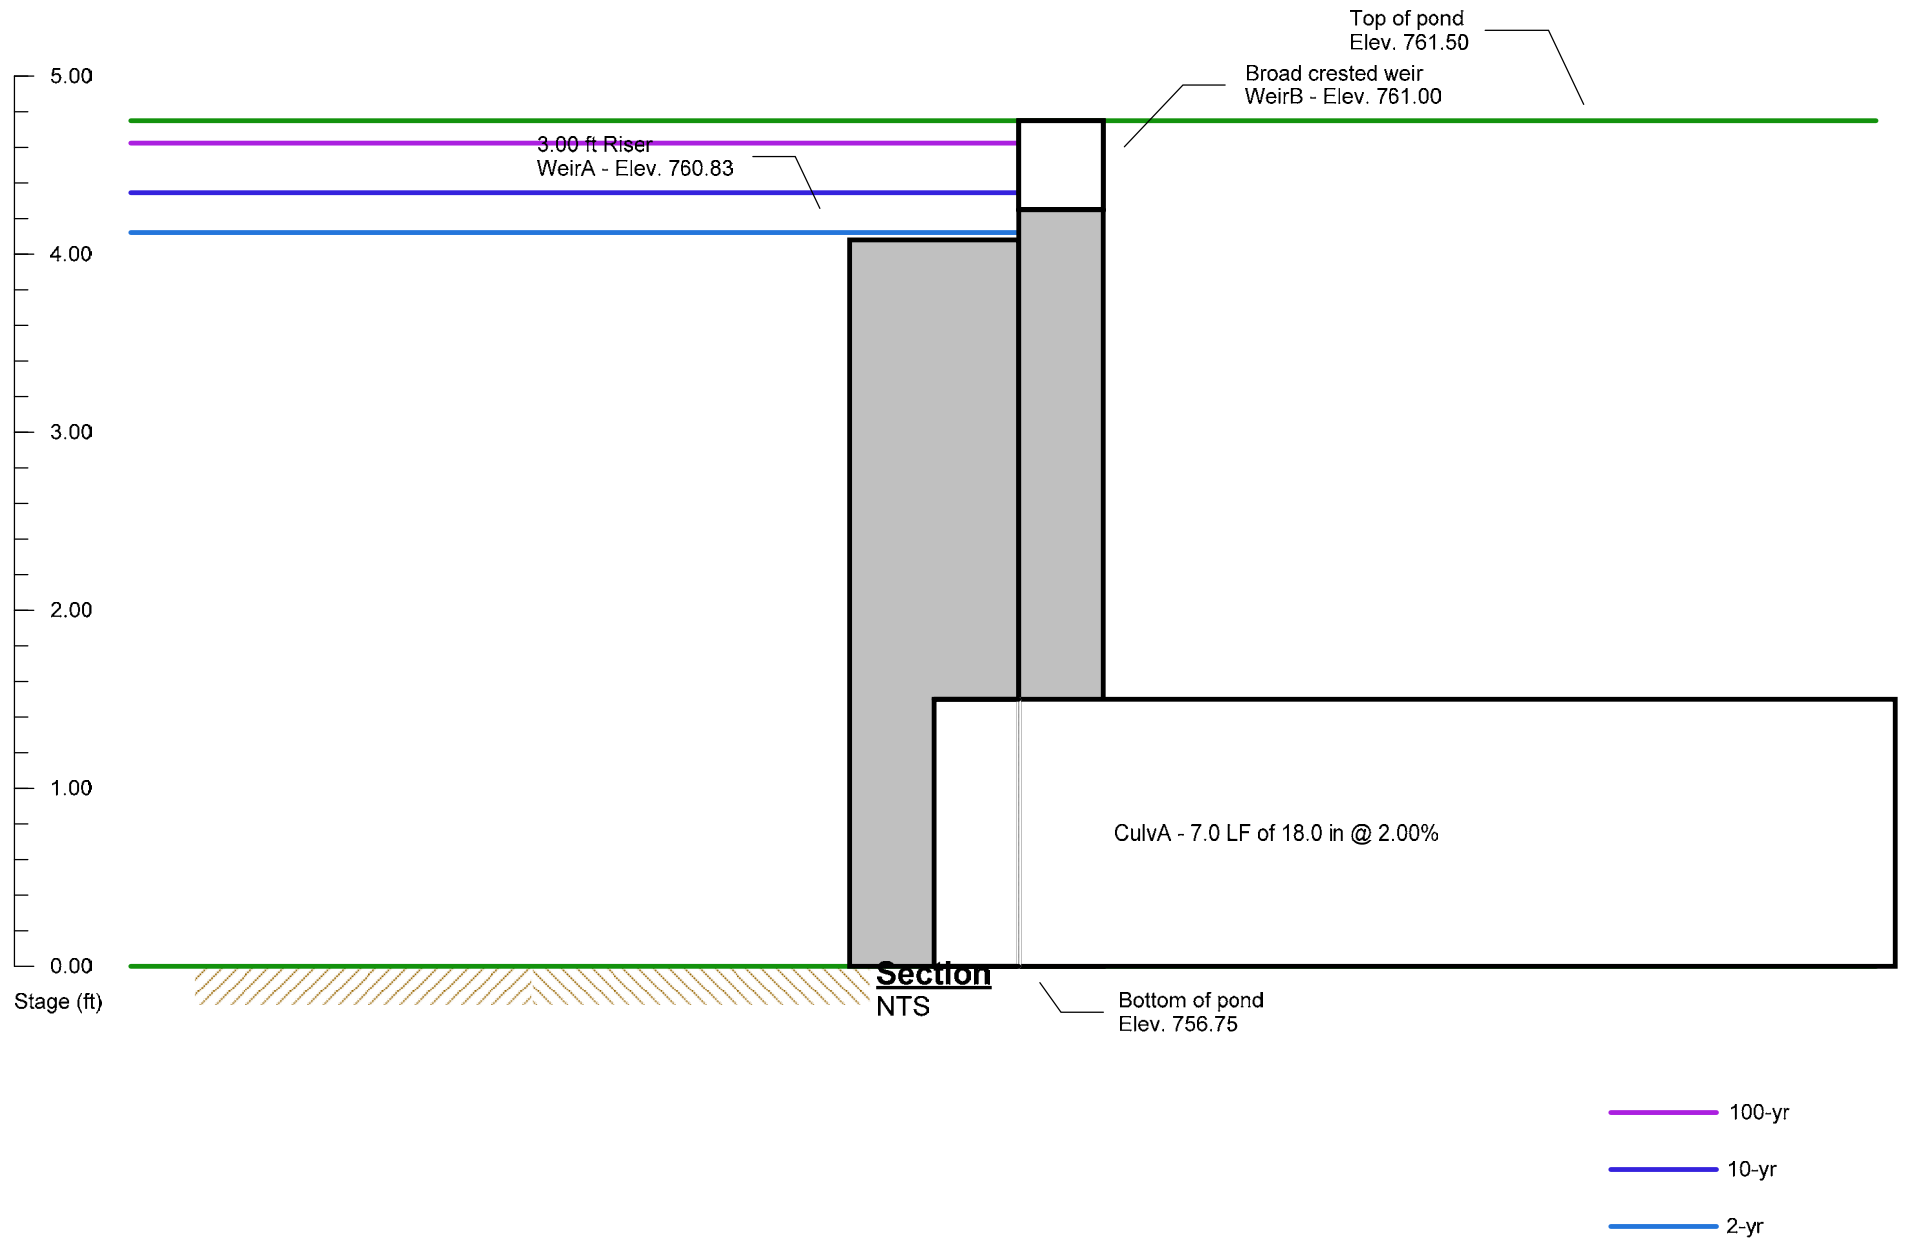 Top of pond
Elev. 761.50
Broad crested weir
WeirB - Elev. 761.00
3.00 ft Riser
WeirA - Elev. 760.83
5.00
4.00
3.00
2.00
1.00
0.00
Stage (ft)
CulvA - 7.0 LF of 18.0 in @ 2.00%
Section
NTS
Bottom of pond
Elev. 756.75
100-yr
10-yr
2-yr